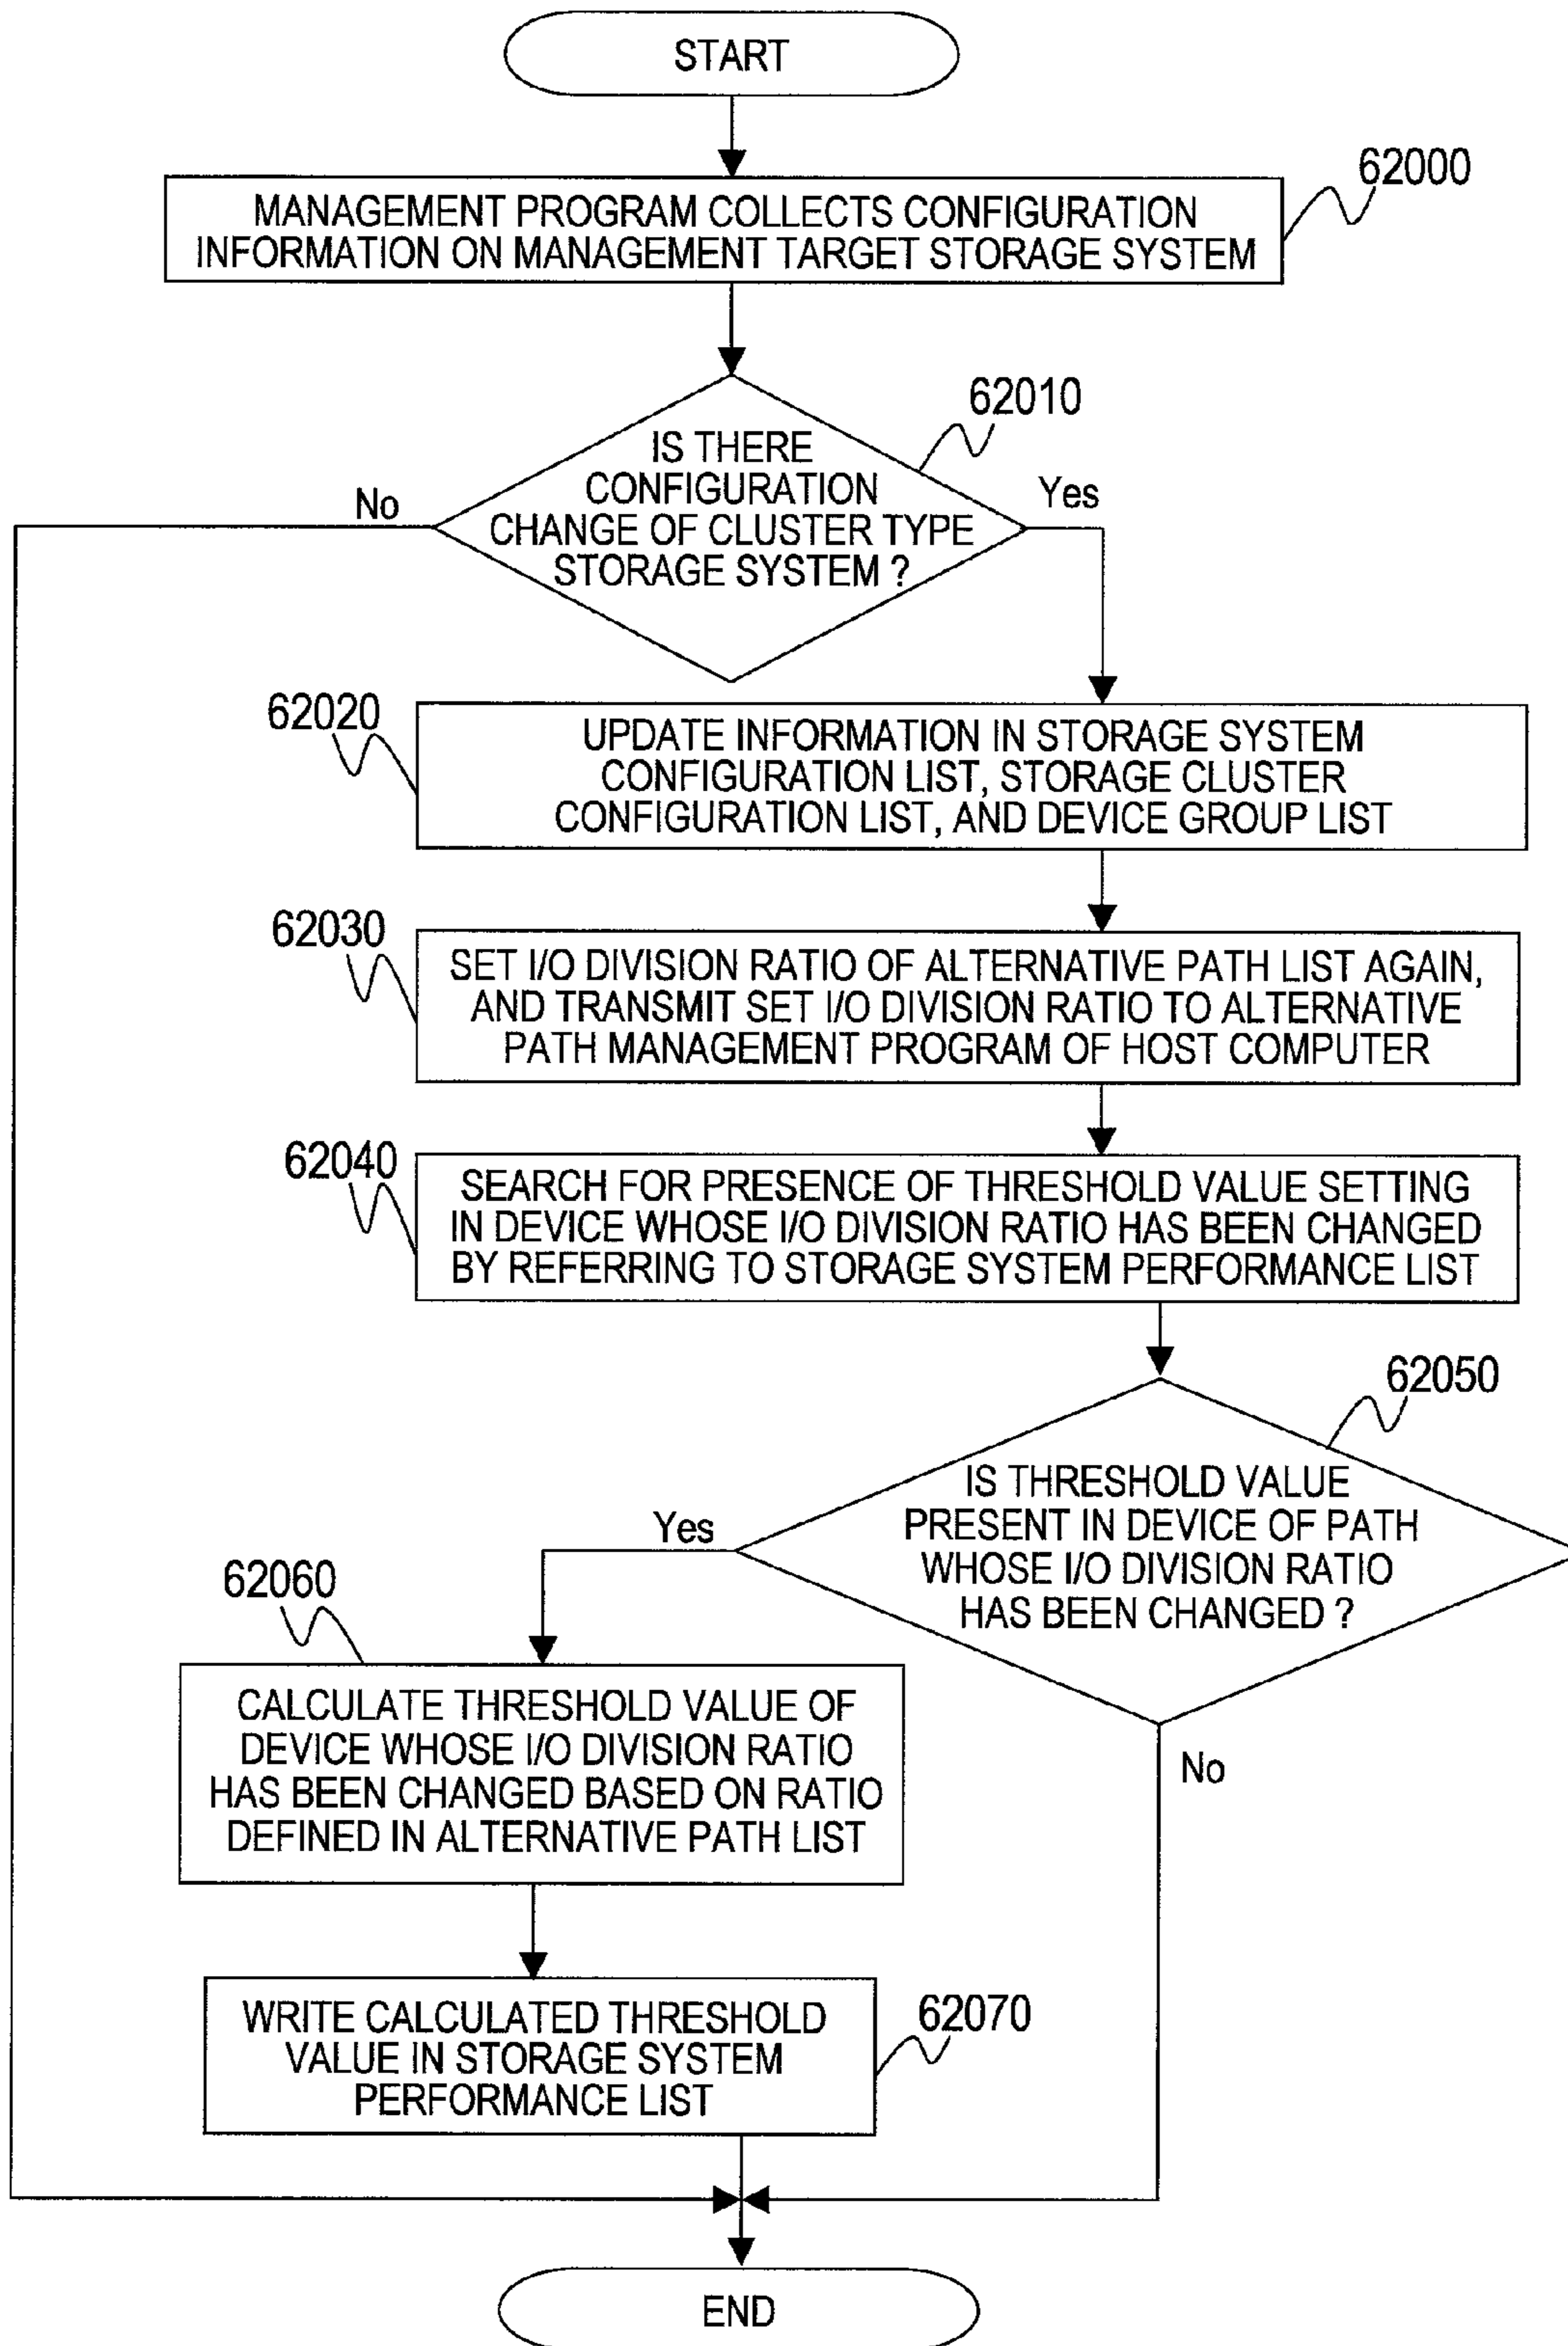 START
62000
MANAGEMENT PROGRAM COLLECTS CONFIGURATION
INFORMATION ON MANAGEMENT TARGET STORAGE SYSTEM
62010
IS THERE
CONFIGURATION
CHANGE OF CLUSTER TYPE
STORAGE SYSTEM ?
No
Yes
62020
UPDATE INFORMATION IN STORAGE SYSTEM
CONFIGURATION LIST, STORAGE CLUSTER
CONFIGURATION LIST, AND DEVICE GROUP LIST
62030
SET I/O DIVISION RATIO OF ALTERNATIVE PATH LIST AGAIN,
AND TRANSMIT SET I/O DIVISION RATIO TO ALTERNATIVE
PATH MANAGEMENT PROGRAM OF HOST COMPUTER
62040
SEARCH FOR PRESENCE OF THRESHOLD VALUE SETTING
IN DEVICE WHOSE I/O DIVISION RATIO HAS BEEN CHANGED
BY REFERRING TO STORAGE SYSTEM PERFORMANCE LIST
62050
IS THRESHOLD VALUE
PRESENT IN DEVICE OF PATH
WHOSE I/O DIVISION RATIO
HAS BEEN CHANGED ?
Yes
No
62060
CALCULATE THRESHOLD VALUE OF
DEVICE WHOSE I/O DIVISION RATIO
HAS BEEN CHANGED BASED ON RATIO
DEFINED IN ALTERNATIVE PATH LIST
62070
WRITE CALCULATED THRESHOLD
VALUE IN STORAGE SYSTEM
PERFORMANCE LIST
END